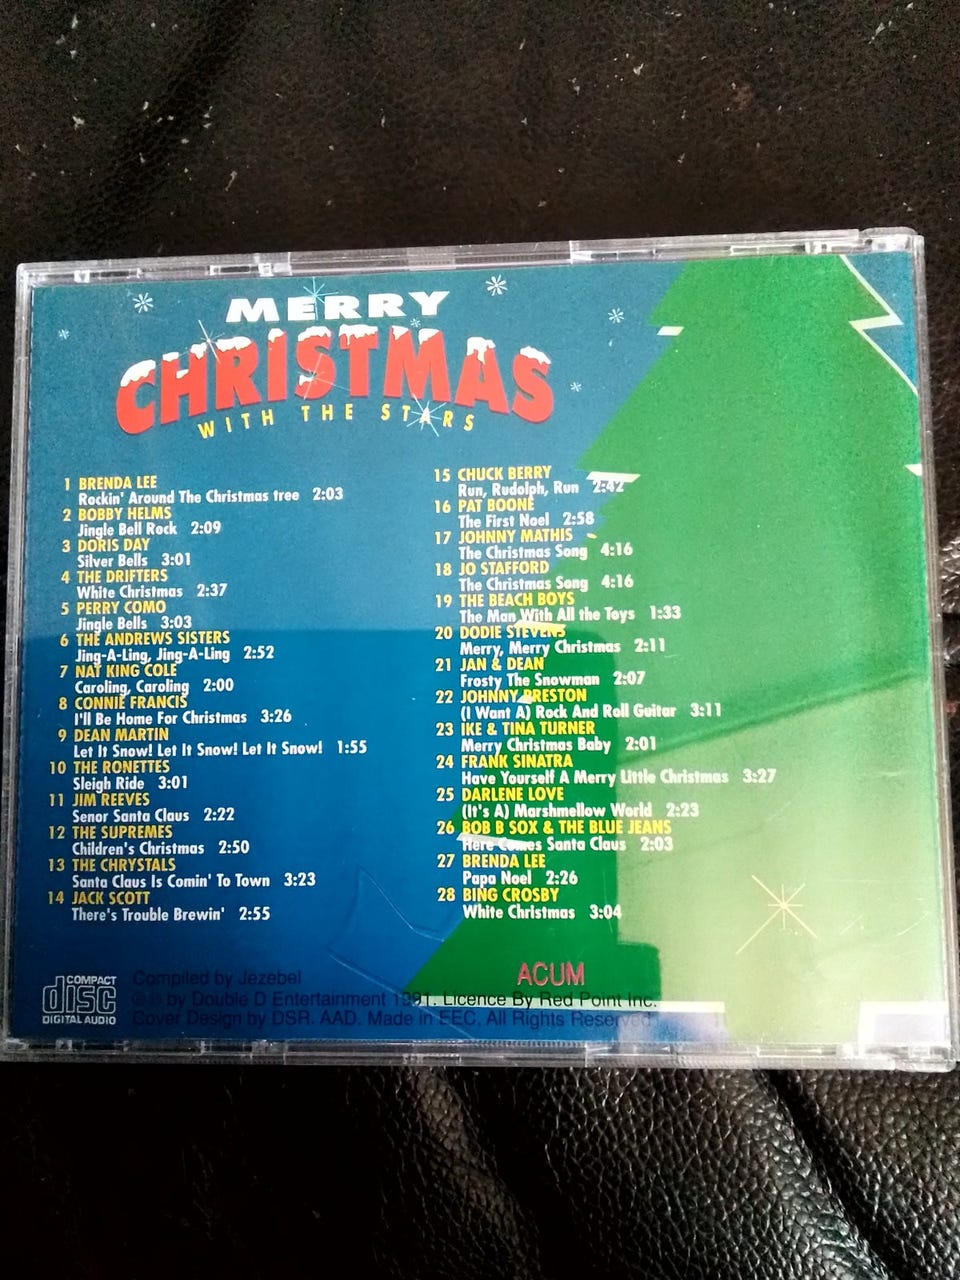 MERRY
CHRISTMAS
WITH THE STARS
1 BRENDA LEE
Rockin' Around The Christmas tree 2:03
2 BOBBY HELMS
Jingle Bell Rock 2:09
3 DORIS DAY
Silver Bells 3:01
4 THE DRIFTERS
White Christmas 2:37
5 PERRY COMO
Jingle Bells 3:03
6 THE ANDREWS SISTERS
Jing-A-Ling, Jing-A-Ling 2:52
7 NAT KING COLE
Caroling, Caroling 2:00
8 CONNIE FRANCIS
I'll Be Home For Christmas 3:26
9 DEAN MARTIN
Let It Snow! Let It Snow! Let It Snow! 1:55
10 THE RONETTES
Sleigh Ride 3:01
11 JIM REEVES
Senor Santa Claus 2:22
12 THE SUPREMES
Children's Christmas 2:50
13 THE CHRYSTALS
Santa Claus Is Comin' To Town 3:23
14 JACK SCOTT
There's Trouble Brewin' 2:55
15 CHUCK BERRY
Run, Rudolph, Run 2:42
16 PAT BOONE
The First Noel 2:58
17 JOHNNY MATHIS
The Christmas Song 4:16
18 JO STAFFORD
The Christmas Song 4:16
19 THE BEACH BOYS
The Man With All the Toys 1:33
20 DODIE STEVENS
Merry, Merry Christmas 2:11
21 JAN & DEAN
Frosty The Snowman 2:07
22 JOHNNY PRESTON
(I Want A) Rock And Roll Guitar 3:11
23 IKE & TINA TURNER
Merry Christmas Baby 2:01
24 FRANK SINATRA
Have Yourself A Merry Little Christmas 3:27
25 DARLENE LOVE
(It's A) Marshmellow World 2:23
26 BOB B SOX & THE BLUE JEANS
Here Comes Santa Claus 2:03
27 BRENDA LEE
Papa Noel 2:26
28 BING CROSBY
White Christmas 3:04
COMPACT
disc
DIGITAL AUDIO
Compiled by Jezebel
ACUM
℗ © by Double D Entertainment 1991. Licence By Red Point Inc.
Cover Design by DSR. AAD. Made in EEC. All Rights Reserved.